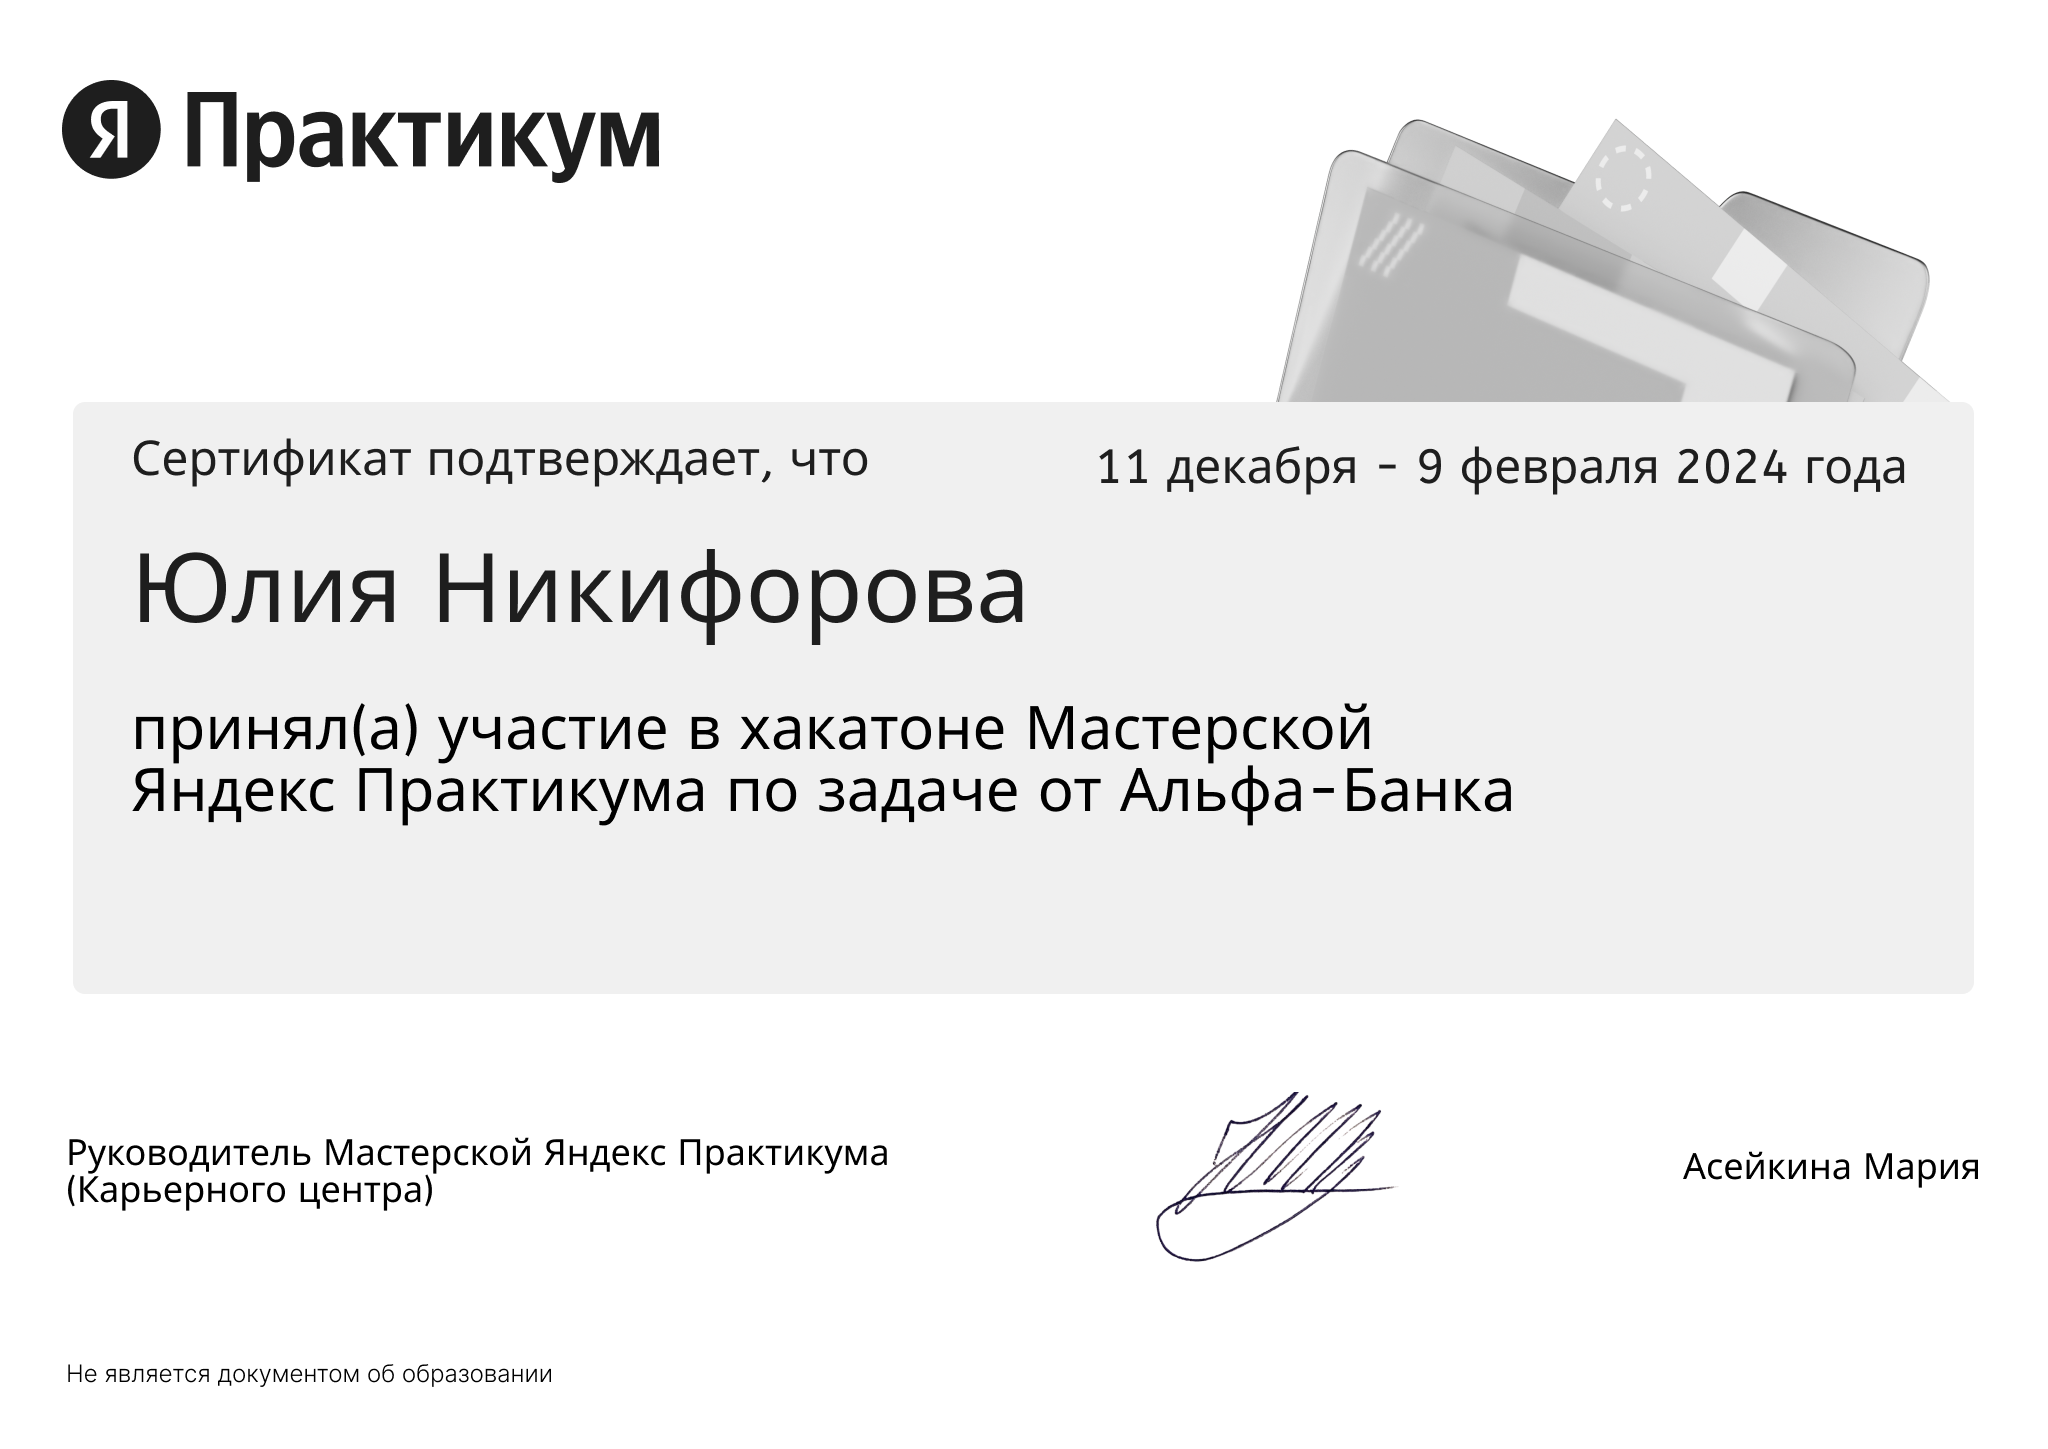 Я Практикум
Сертификат подтверждает, что
11 декабря - 9 февраля 2024 года
Юлия Никифорова
принял(а) участие в хакатоне Мастерской
Яндекс Практикума по задаче от Альфа-Банка
Руководитель Мастерской Яндекс Практикума
(Карьерного центра)
Асейкина Мария
Не является документом об образовании